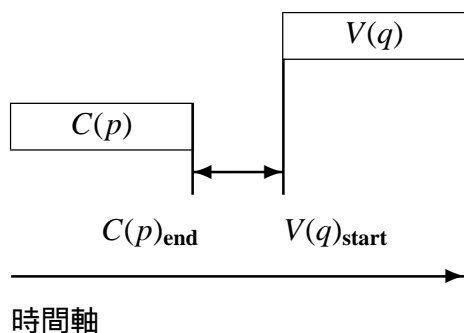 V(q)
C(p)
C(p)end V(q)start
時間軸